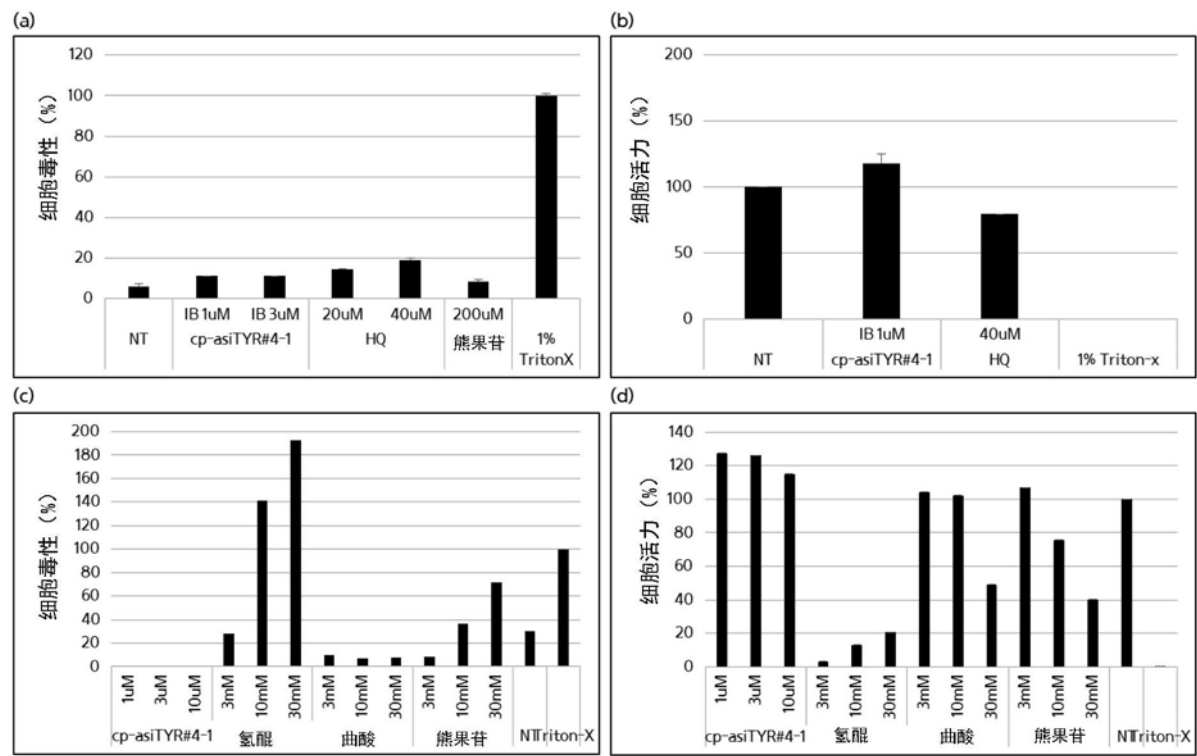 (a)
细胞毒性（%）
120
100
80
60
40
20
0
NT
IB 1uM
IB 3uM
20uM
40uM
200uM
1%
TritonX
cp-asiTYR#4-1
HQ
熊果苷
(b)
细胞活力（%）
200
150
100
50
0
IB 1uM
40uM
NT
cp-asiTYR#4-1
HQ
1% Triton-x
(c)
细胞毒性（%）
200
180
160
140
120
100
80
60
40
20
0
1uM
3uM
10uM
3mM
10mM
30mM
3mM
10mM
30mM
3mM
10mM
30mM
cp-asiTYR#4-1
氢醌
曲酸
熊果苷
NT
Triton-X
(d)
细胞活力（%）
140
120
100
80
60
40
20
0
1uM
3uM
10uM
3mM
10mM
30mM
3mM
10mM
30mM
3mM
10mM
30mM
cp-asiTYR#4-1
氢醌
曲酸
熊果苷
NT
Triton-X